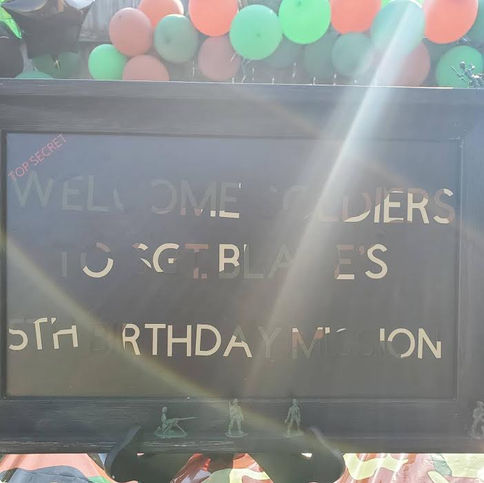 TOP SECRET
WELCOME SOLDIERS
TO SGT.
5TH BIRTHDAY MISSION